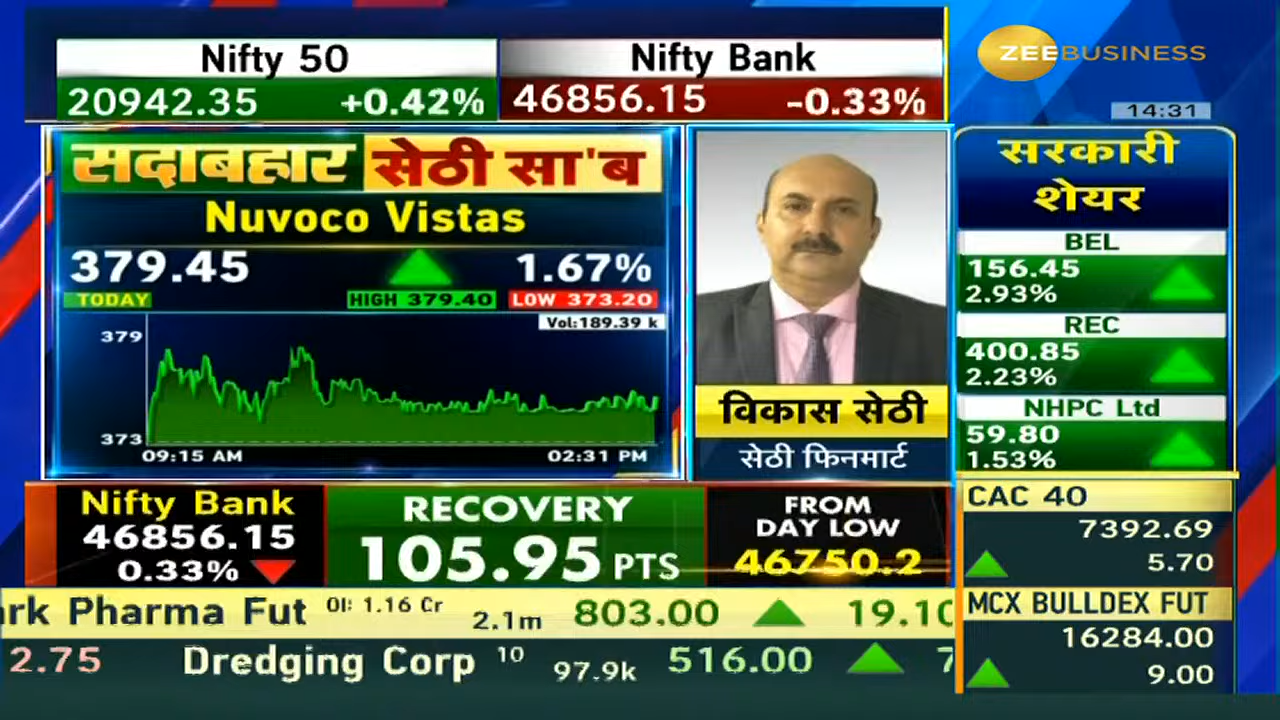 Nifty 50
20942.35 +0.42%
Nifty Bank
46856.15 -0.33%
ZEEBUSINESS
14:31
सदाबहार सेठी सा'ब
Nuvoco Vistas
379.45 1.67%
TODAY HIGH 379.40 LOW 373.20
Vol:189.39 k
379
373
09:15 AM 02:31 PM
विकास सेठी
सेठी फिनमार्ट
सरकारी
शेयर
BEL
156.45
2.93%
REC
400.85
2.23%
NHPC Ltd
59.80
1.53%
Nifty Bank
46856.15
0.33%
RECOVERY
105.95 PTS
FROM
DAY LOW
46750.2
CAC 40
7392.69
5.70
MCX BULLDEX FUT
16284.00
9.00
rk Pharma Fut OI: 1.16 Cr 2.1m 803.00 19.10
2.75 Dredging Corp 10 97.9k 516.00 7